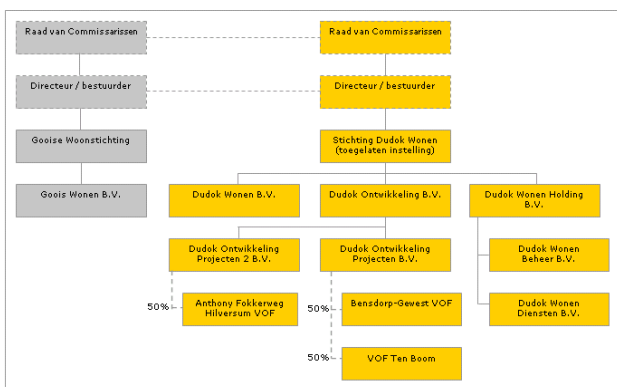 Raad van Commissarissen
Raad van Commissarissen
Directeur / bestuurder
Directeur / bestuurder
Gooise Woonstichting
Stichting Dudok Wonen
(toegelaten instelling)
Goois Wonen B.V.
Dudok Wonen B.V.
Dudok Ontwikkeling B.V.
Dudok Wonen Holding
B.V.
Dudok Ontwikkeling
Projecten 2 B.V.
Dudok Ontwikkeling
Projecten B.V.
Dudok Wonen
Beheer B.V.
50%
Anthony Fokkerweg
Hilversum VOF
50%
Bensdorp-Gewest VOF
Dudok Wonen
Diensten B.V.
50%
VOF Ten Boom